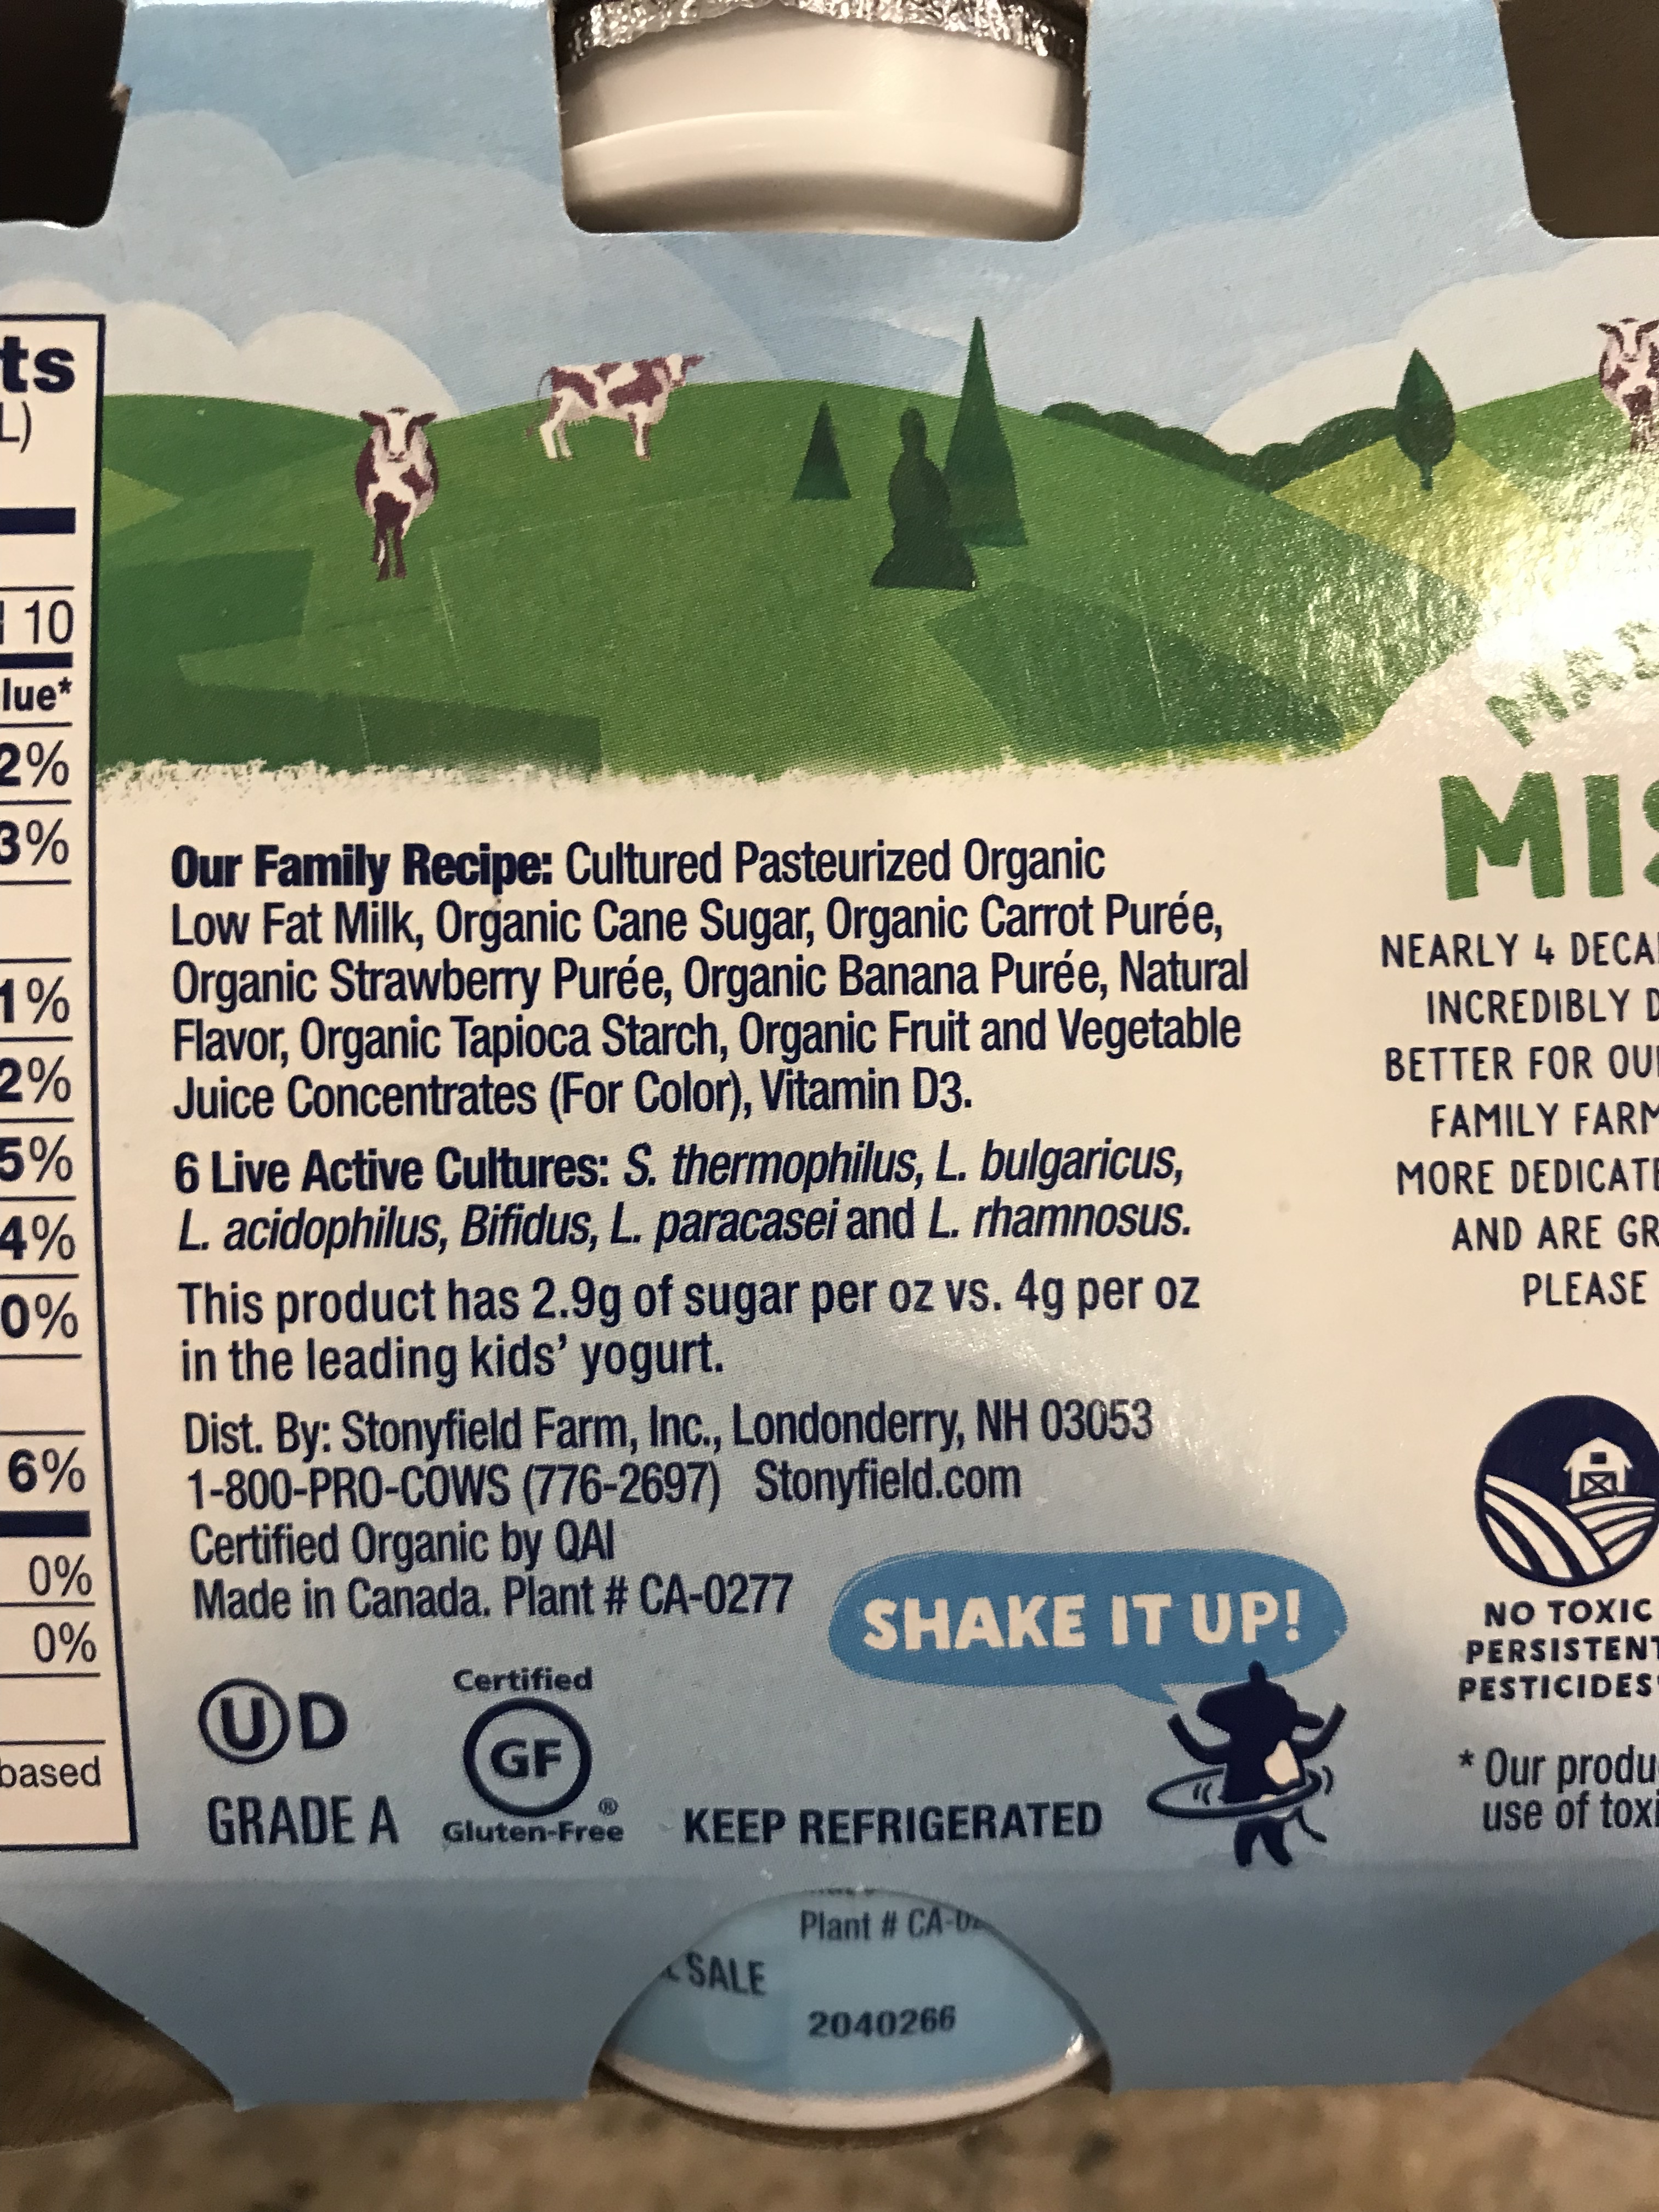 ts
L)
10
lue*
2%
3%
1%
2%
5%
4%
0%
6%
0%
0%
based
Our Family Recipe: Cultured Pasteurized Organic
Low Fat Milk, Organic Cane Sugar, Organic Carrot Purée,
Organic Strawberry Purée, Organic Banana Purée, Natural
Flavor, Organic Tapioca Starch, Organic Fruit and Vegetable
Juice Concentrates (For Color), Vitamin D3.
6 Live Active Cultures: S. thermophilus, L. bulgaricus,
L. acidophilus, Bifidus, L. paracasei and L. rhamnosus.
This product has 2.9g of sugar per oz vs. 4g per oz
in the leading kids’ yogurt.
Dist. By: Stonyfield Farm, Inc., Londonderry, NH 03053
1-800-PRO-COWS (776-2697) Stonyfield.com
Certified Organic by QAI
Made in Canada. Plant # CA-0277
SHAKE IT UP!
U D
GRADE A
Certified
GF
®
Gluten-Free
KEEP REFRIGERATED
Plant # CA-02
SALE
2040266
MIS
NEARLY 4 DECA
INCREDIBLY D
BETTER FOR OU
FAMILY FARM
MORE DEDICATE
AND ARE GR
PLEASE
NO TOXIC
PERSISTENT
PESTICIDES*
* Our produ
use of toxi